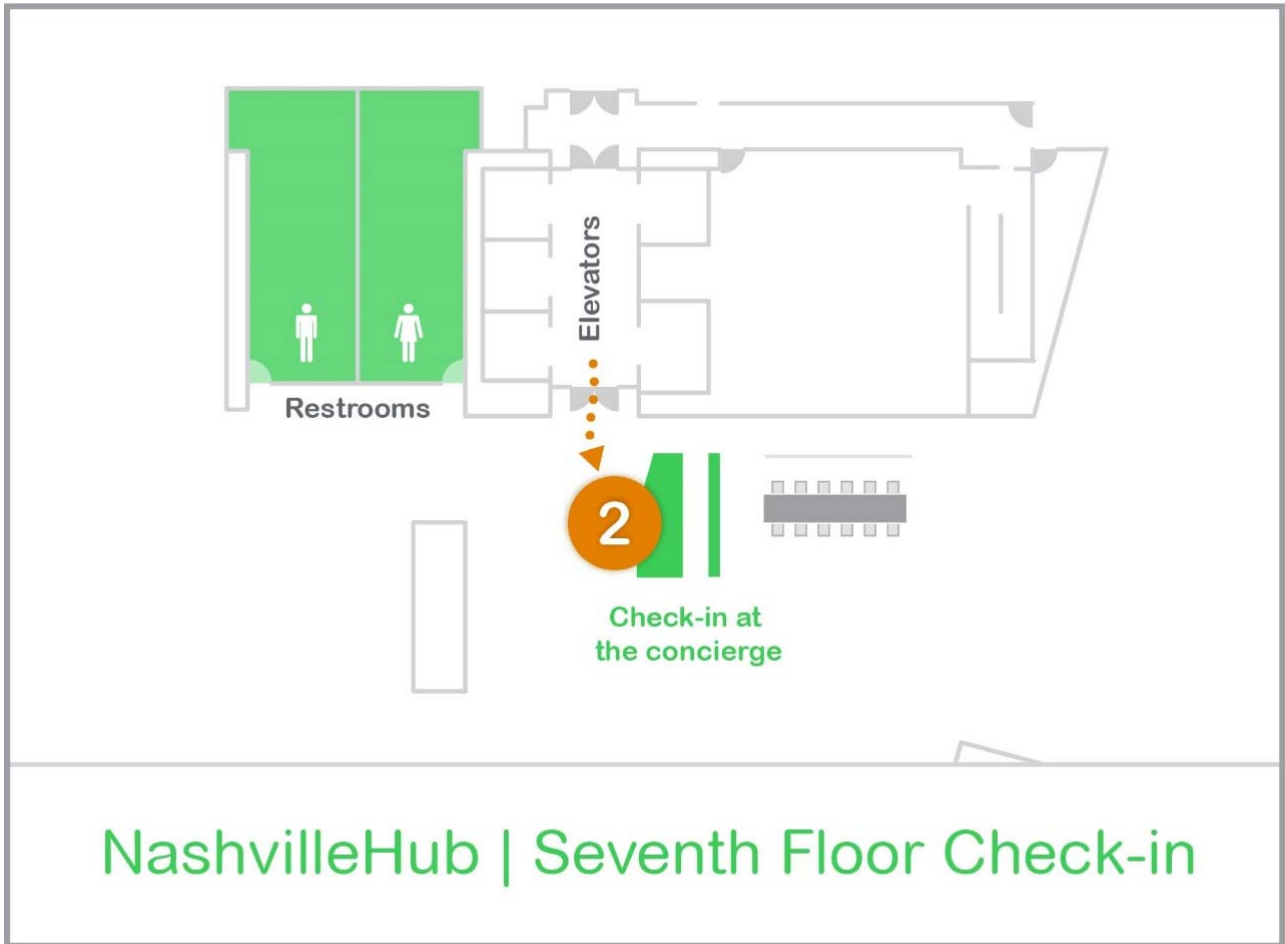 Elevators
Restrooms
2
Check-in at
the concierge
NashvilleHub | Seventh Floor Check-in